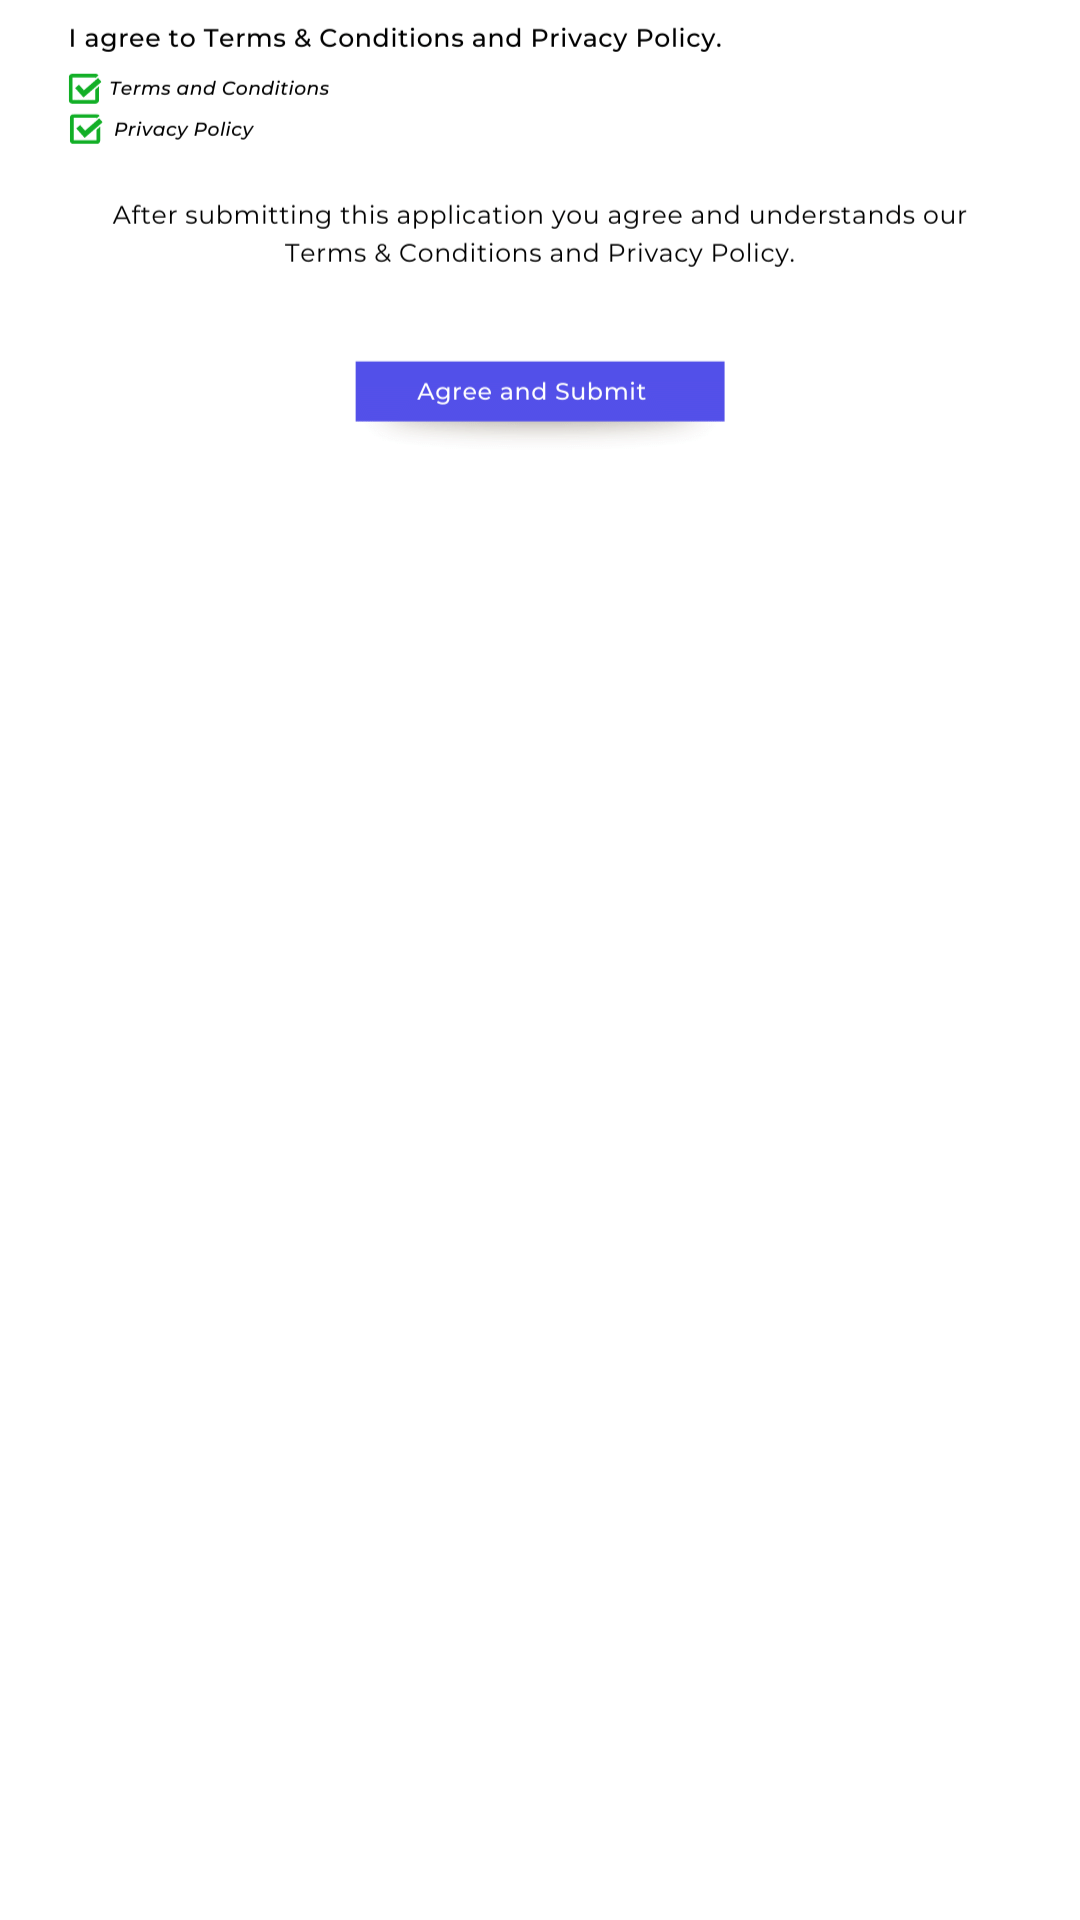 I agree to Terms & Conditions and Privacy Policy.
Terms and Conditions
Privacy Policy
After submitting this application you agree and understands our
Terms & Conditions and Privacy Policy.
Agree and Submit